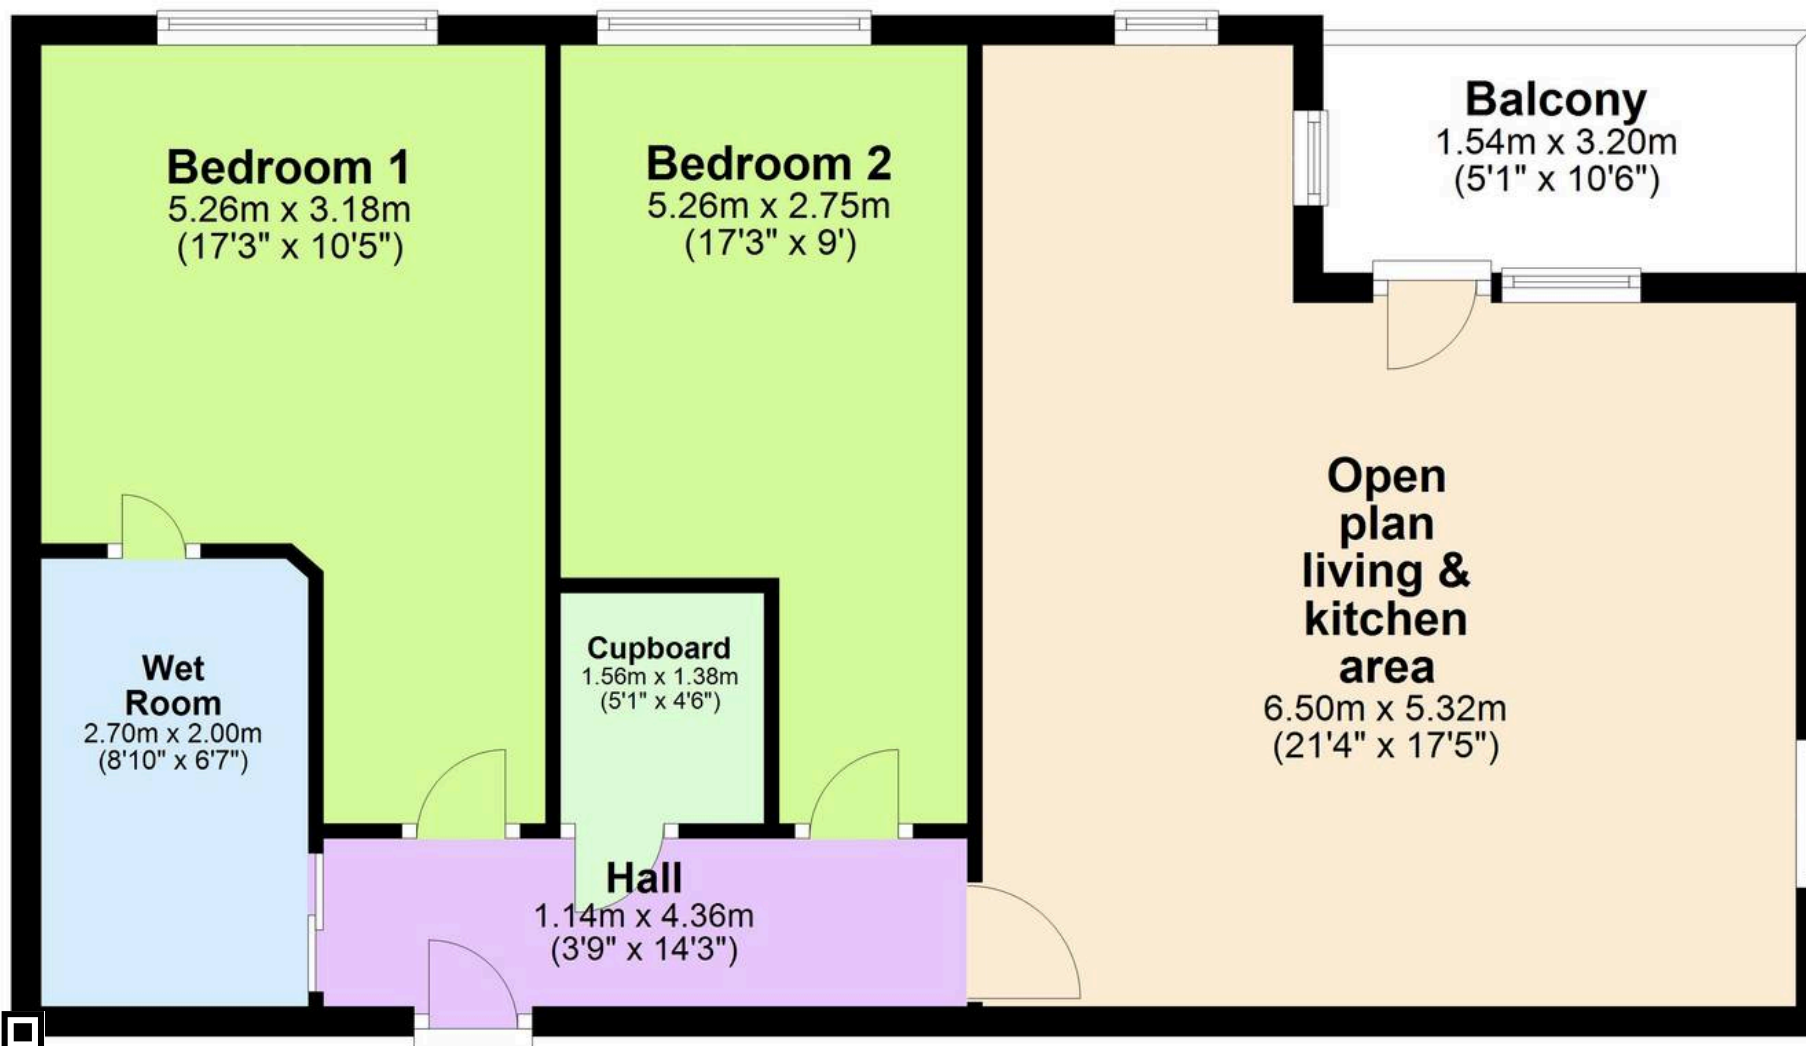 Bedroom 1
5.26m x 3.18m
(17'3" x 10'5")
Bedroom 2
5.26m x 2.75m
(17'3" x 9')
Balcony
1.54m x 3.20m
(5'1" x 10'6")
Open
plan
living &
kitchen
area
6.50m x 5.32m
(21'4" x 17'5")
Wet
Room
2.70m x 2.00m
(8'10" x 6'7")
Cupboard
1.56m x 1.38m
(5'1" x 4'6")
Hall
1.14m x 4.36m
(3'9" x 14'3")